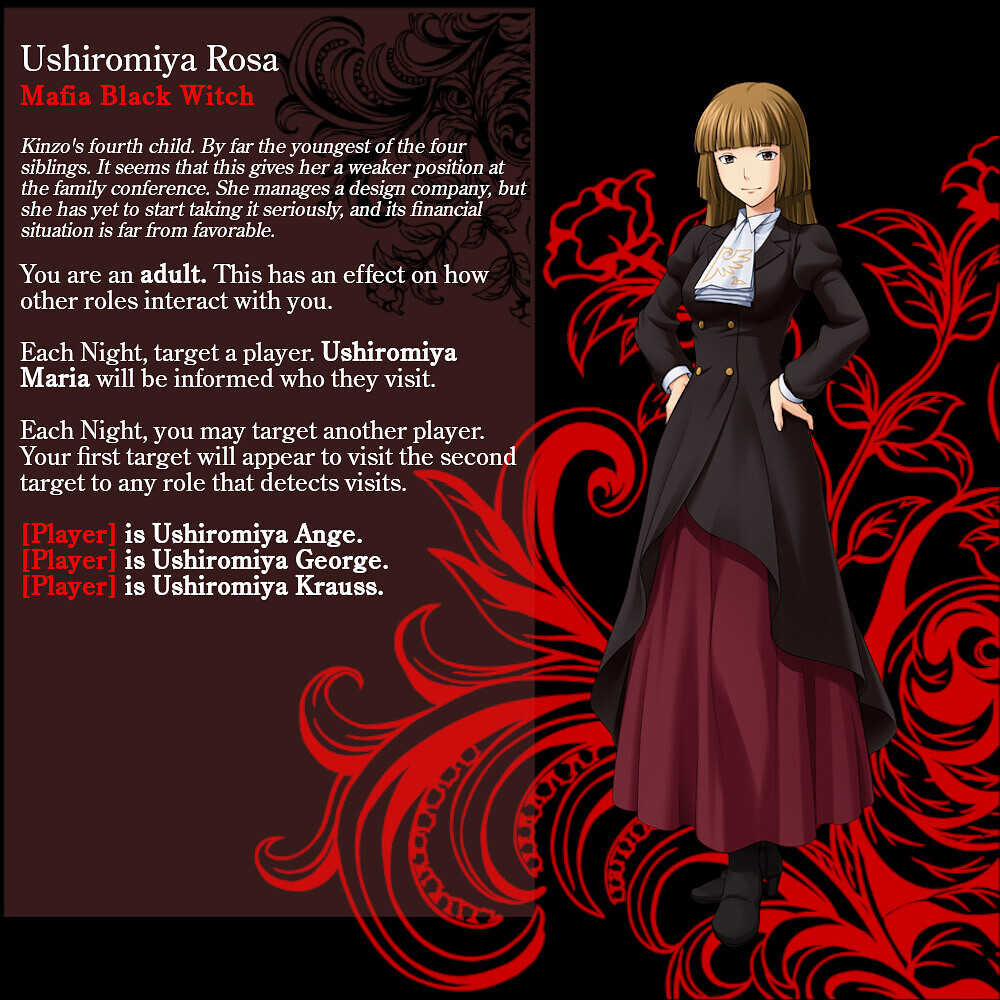 Ushiromiya Rosa
Mafia Black Witch
Kinzo's fourth child. By far the youngest of the four
siblings. It seems that this gives her a weaker position at
the family conference. She manages a design company, but
she has yet to start taking it seriously, and its financial
situation is far from favorable.
You are an adult. This has an effect on how
other roles interact with you.
Each Night, target a player. Ushiromiya
Maria will be informed who they visit.
Each Night, you may target another player.
Your first target will appear to visit the second
target to any role that detects visits.
[Player] is Ushiromiya Ange.
[Player] is Ushiromiya George.
[Player] is Ushiromiya Krauss.